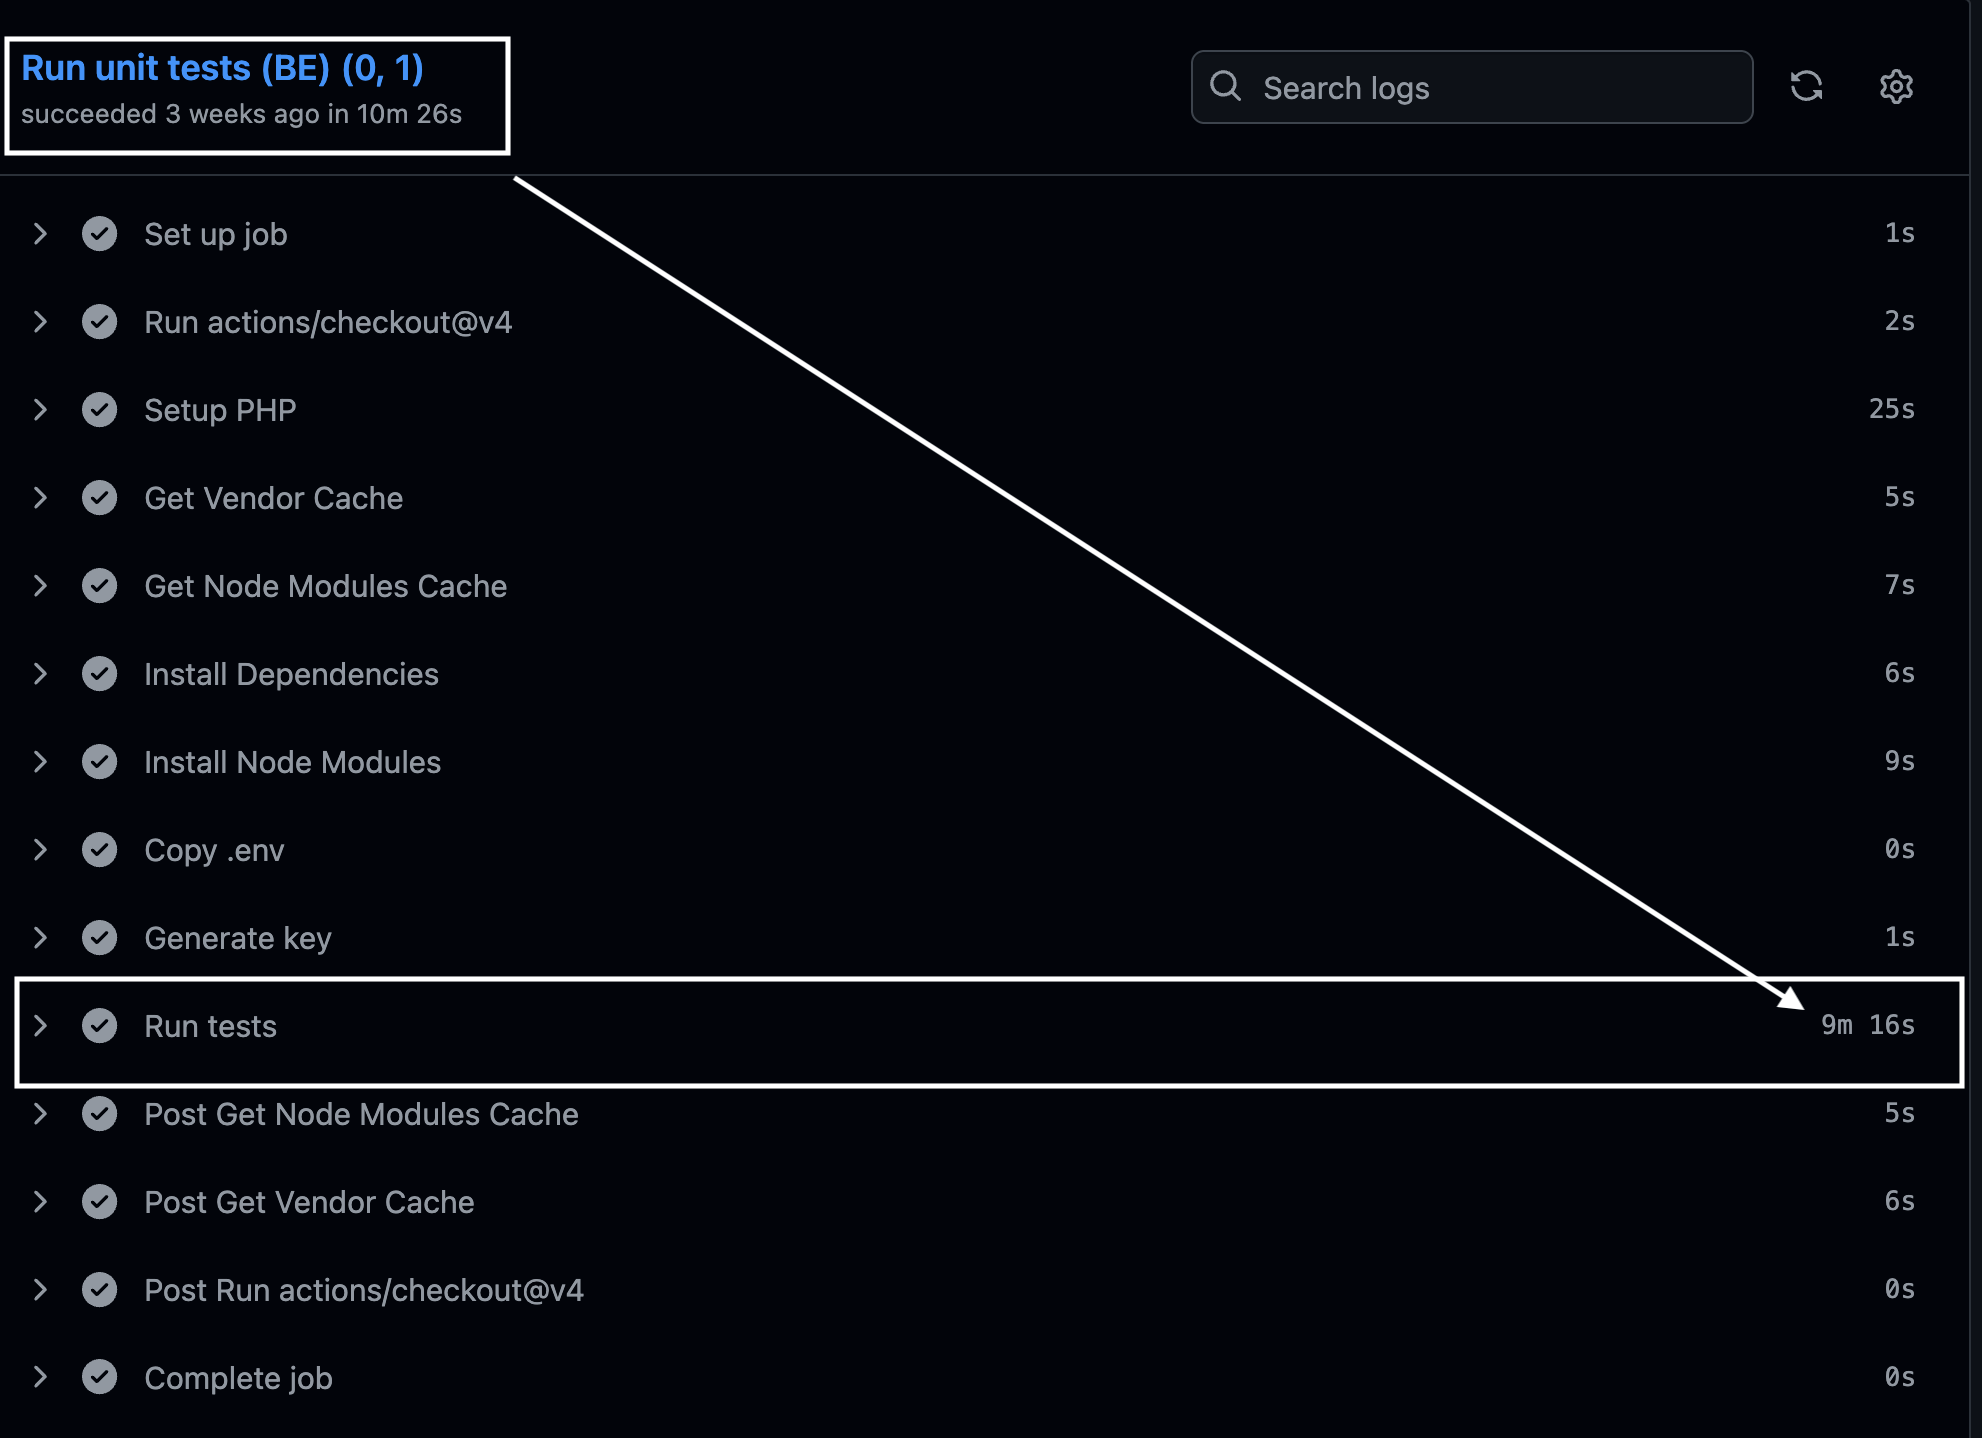 Run unit tests (BE) (0, 1)
succeeded 3 weeks ago in 10m 26s
Search logs
Set up job 1s
Run actions/checkout@v4 2s
Setup PHP 25s
Get Vendor Cache 5s
Get Node Modules Cache 7s
Install Dependencies 6s
Install Node Modules 9s
Copy .env 0s
Generate key 1s
Run tests 9m 16s
Post Get Node Modules Cache 5s
Post Get Vendor Cache 6s
Post Run actions/checkout@v4 0s
Complete job 0s